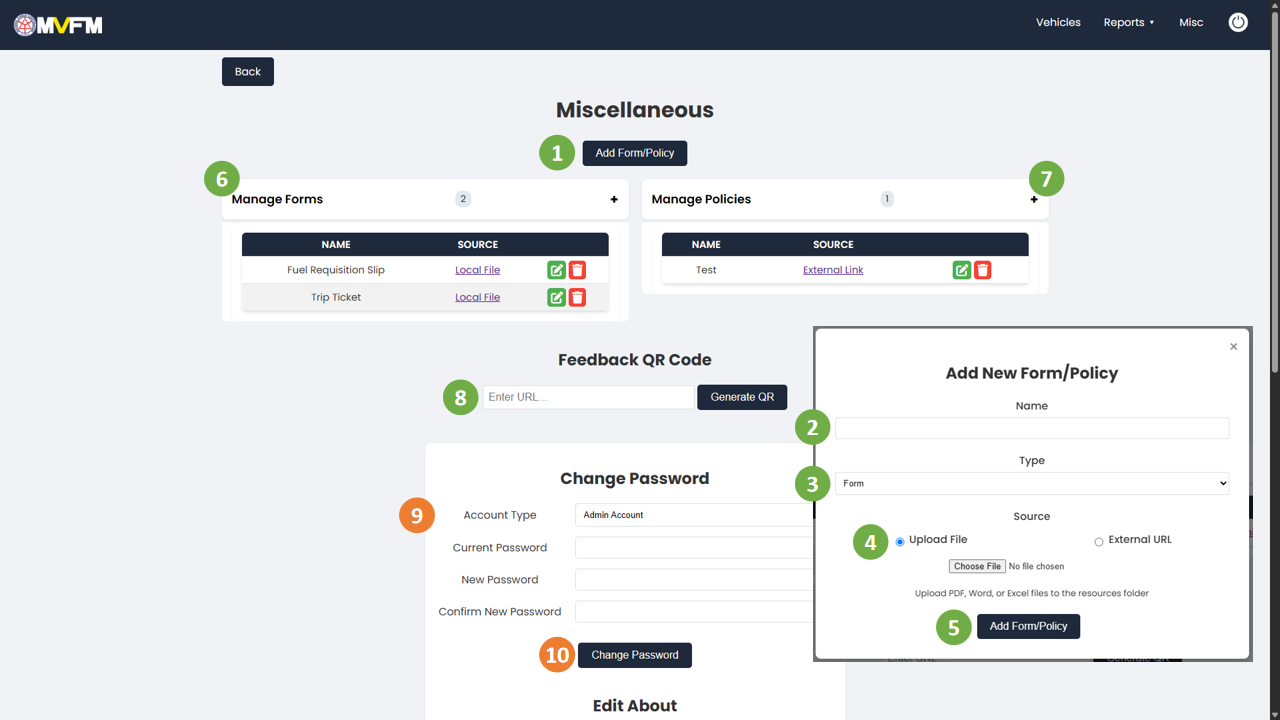 MVFM
Vehicles Reports ▾ Misc
Back
Miscellaneous
1 Add Form/Policy
6 7
Manage Forms 2 + Manage Policies 1 +
NAME SOURCE NAME SOURCE
Fuel Requisition Slip Local File Test External Link
Trip Ticket Local File
Feedback QR Code
8 Enter URL... Generate QR
Change Password
9 Account Type Admin Account
Current Password
New Password
Confirm New Password
10 Change Password
Edit About
×
Add New Form/Policy
Name
2
Type
3 Form
Source
4 Upload File External URL
Choose File No file chosen
Upload PDF, Word, or Excel files to the resources folder
5 Add Form/Policy